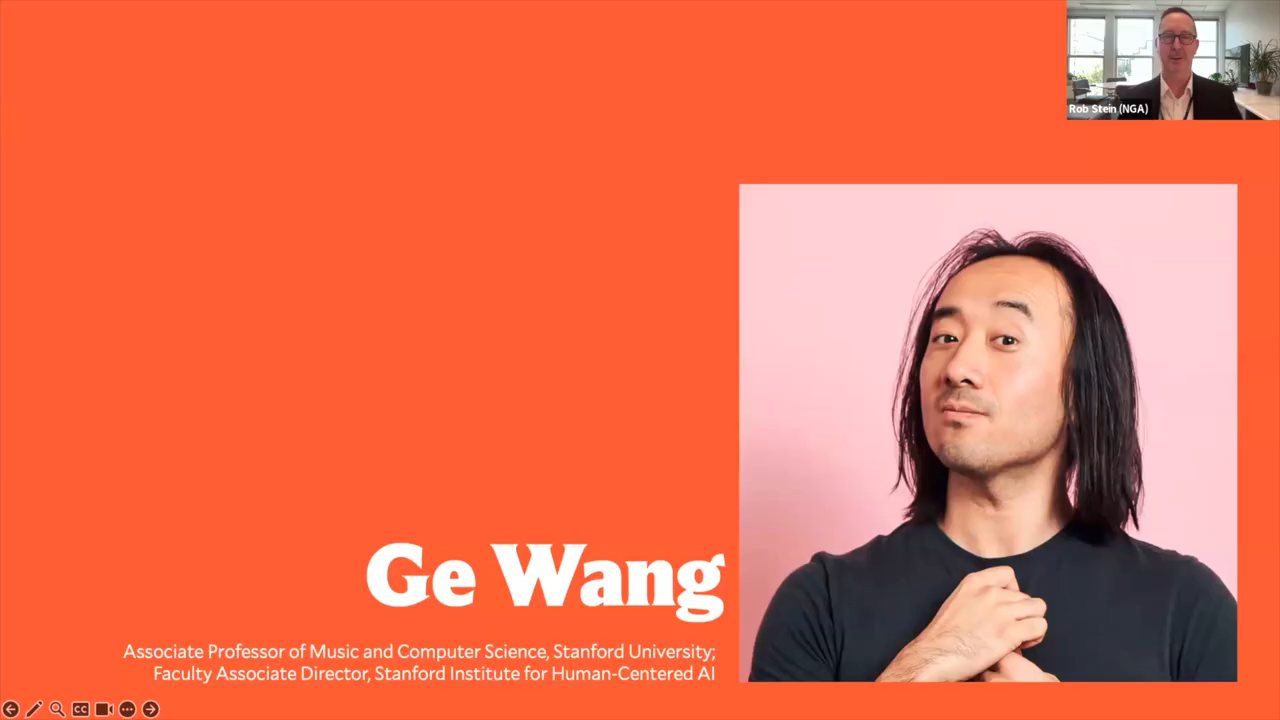 Rob Stein (NGA)
Ge Wang
Associate Professor of Music and Computer Science, Stanford University;
Faculty Associate Director, Stanford Institute for Human-Centered AI
CC